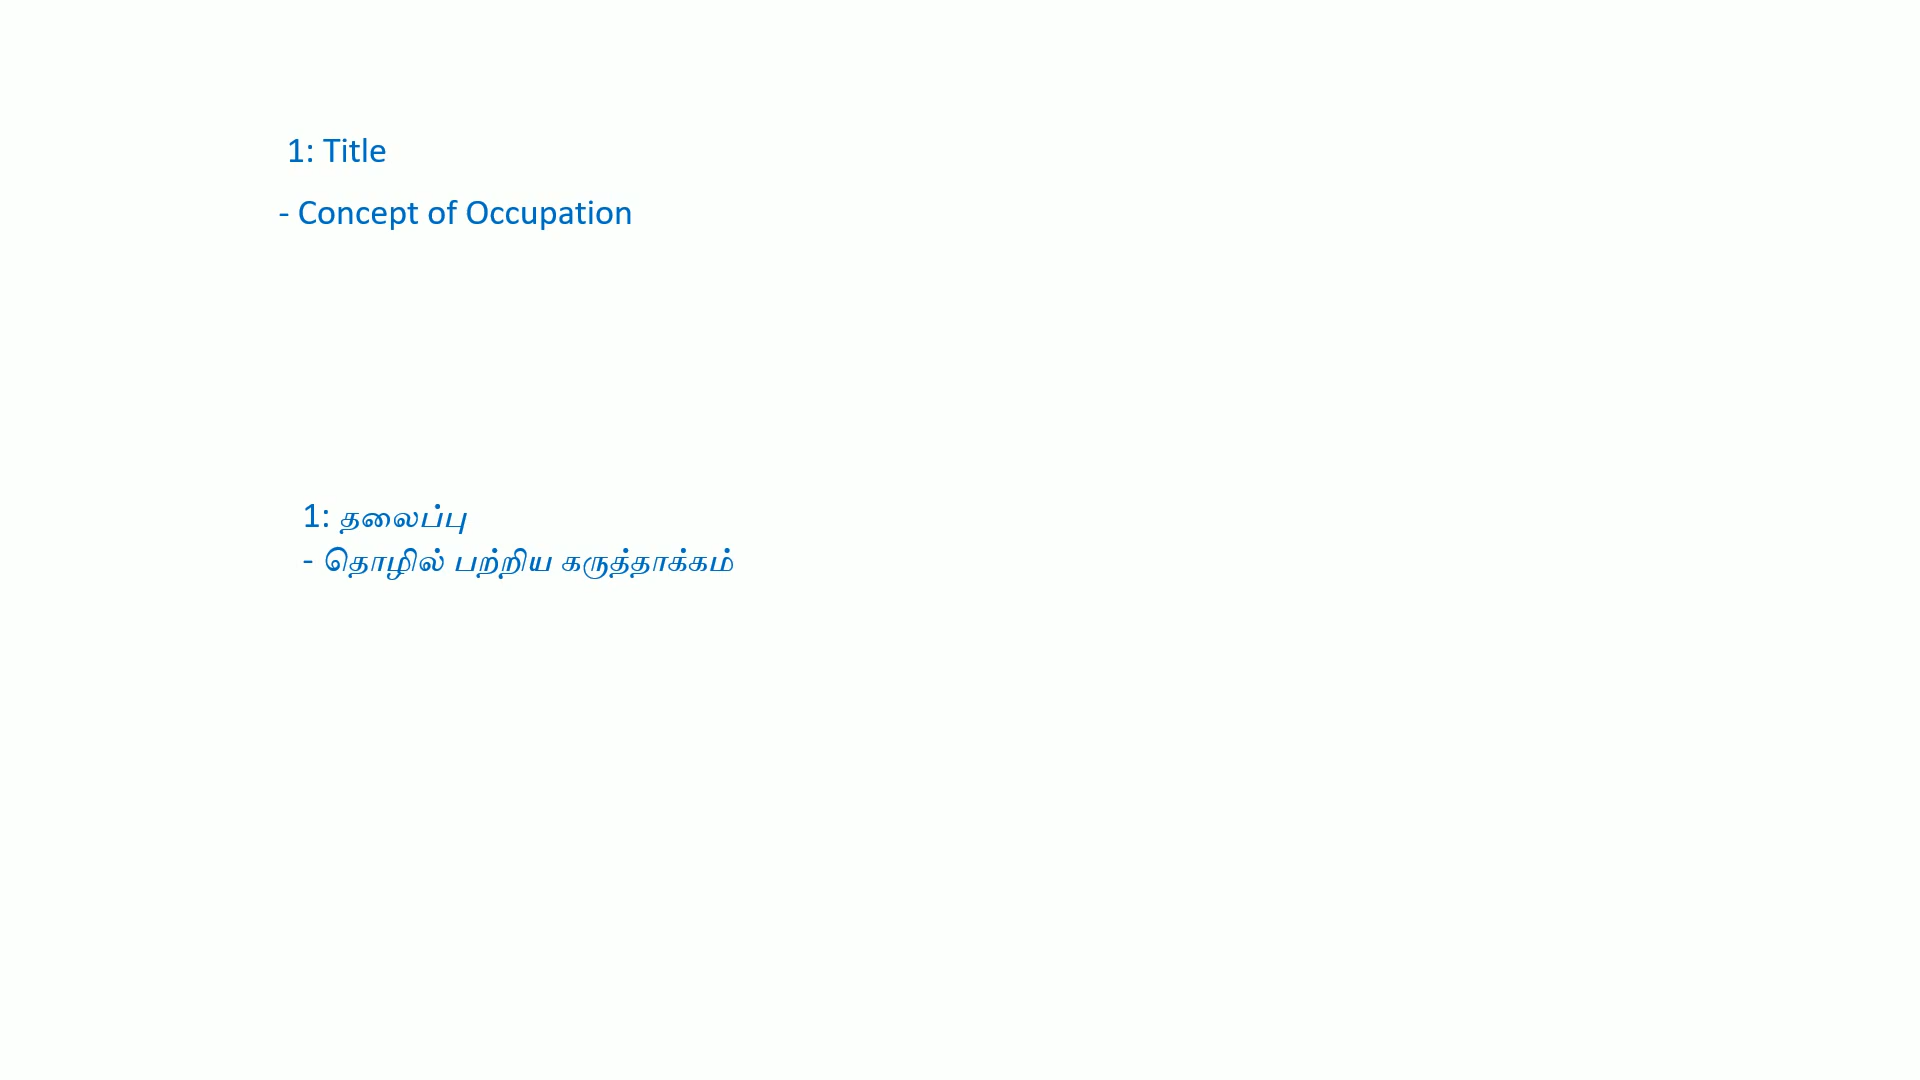 1: Title
- Concept of Occupation
1: தலைப்பு
- தொழில் பற்றிய கருத்தாக்கம்